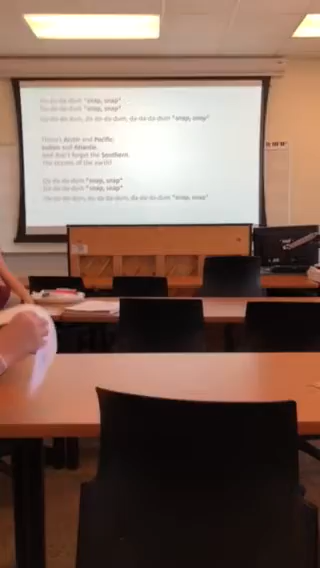 Da-da-da-dum *snap, snap*
Da-da-da-dum *snap, snap*
Da-da-da-dum, da-da-da-dum, da-da-da-dum *snap, snap*
There's Arctic and Pacific,
Indian and Atlantic.
And don't forget the Southern.
The oceans of the earth!
Da-da-da-dum *snap, snap*
Da-da-da-dum *snap, snap*
Da-da-da-dum, da-da-da-dum, da-da-da-dum *snap, snap*